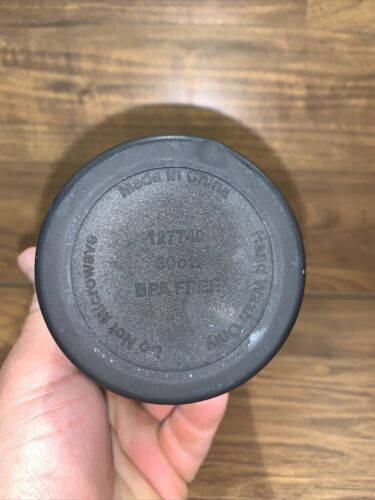 Made in China
127740
30oz
BPA FREE
Hand Wash Only
Do Not Microwave